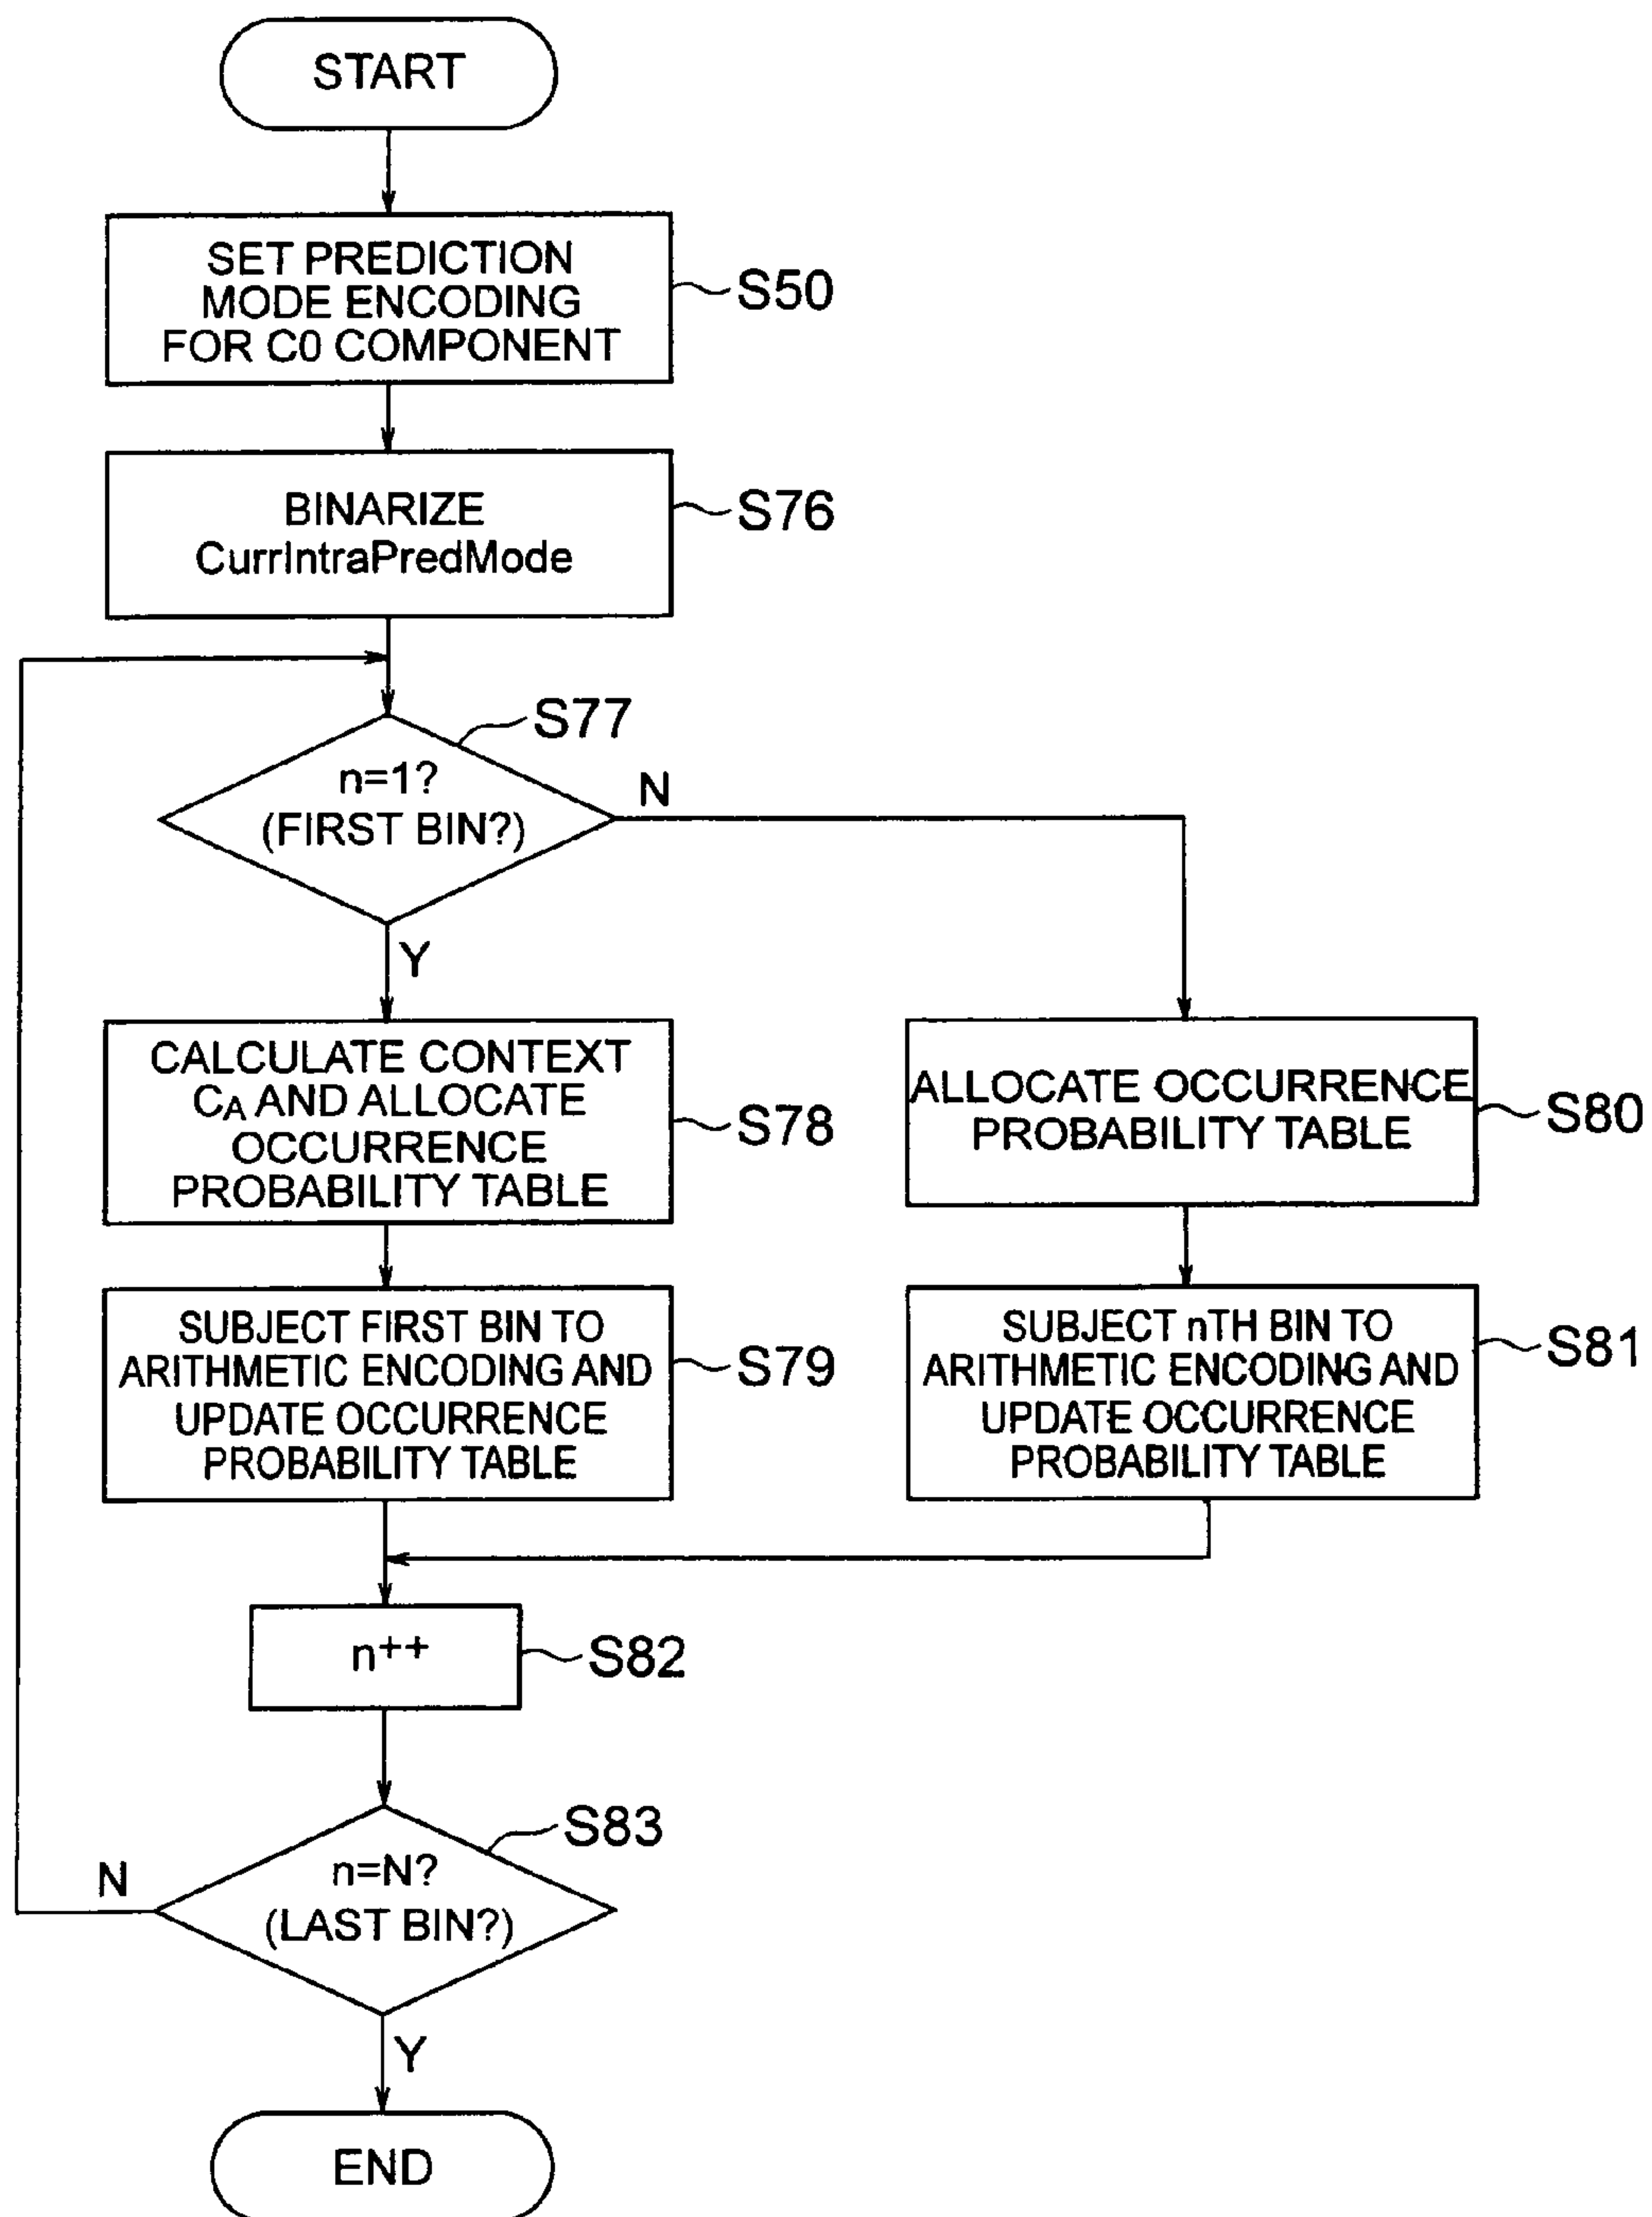 START
SET PREDICTION
MODE ENCODING
FOR C0 COMPONENT
S50
BINARIZE
CurrIntraPredMode
S76
S77
n=1?
(FIRST BIN?)
N
Y
CALCULATE CONTEXT
CA AND ALLOCATE
OCCURRENCE
PROBABILITY TABLE
S78
ALLOCATE OCCURRENCE
PROBABILITY TABLE
S80
SUBJECT FIRST BIN TO
ARITHMETIC ENCODING AND
UPDATE OCCURRENCE
PROBABILITY TABLE
S79
SUBJECT nTH BIN TO
ARITHMETIC ENCODING AND
UPDATE OCCURRENCE
PROBABILITY TABLE
S81
n++
S82
S83
n=N?
(LAST BIN?)
N
Y
END